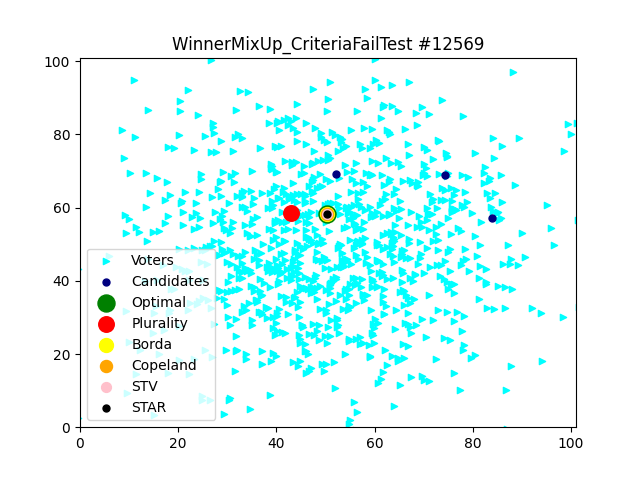 WinnerMixUp_CriteriaFailTest #12569
100
80
60
40
20
0
0
20
40
60
80
100
Voters
Candidates
Optimal
Plurality
Borda
Copeland
STV
STAR